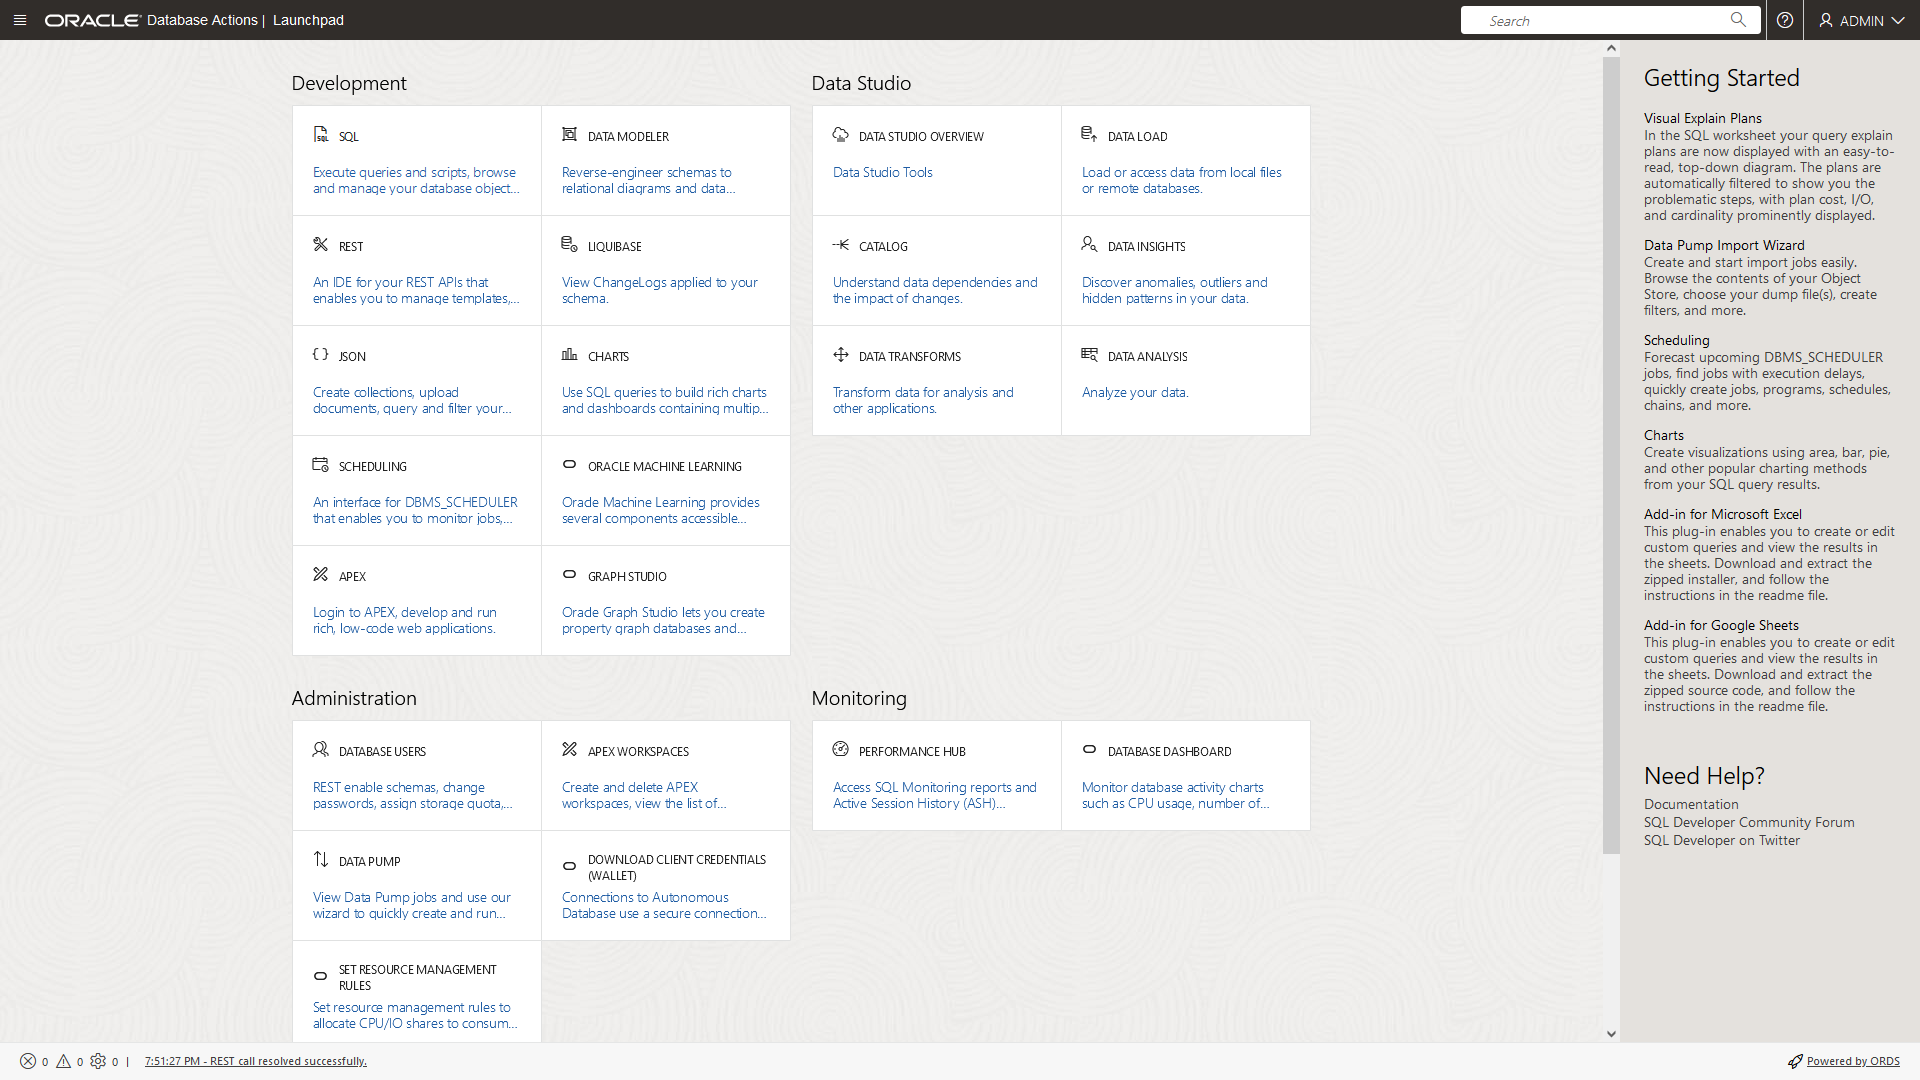 ORACLE Database Actions | Launchpad
Search
ADMIN
Development
SQL
Execute queries and scripts, browse
and manage your database object...
DATA MODELER
Reverse-engineer schemas to
relational diagrams and data...
REST
An IDE for your REST APIs that
enables you to manage templates,...
LIQUIBASE
View ChangeLogs applied to your
schema.
JSON
Create collections, upload
documents, query and filter your...
CHARTS
Use SQL queries to build rich charts
and dashboards containing multip...
SCHEDULING
An interface for DBMS_SCHEDULER
that enables you to monitor jobs,...
ORACLE MACHINE LEARNING
Oracle Machine Learning provides
several components accessible...
APEX
Login to APEX, develop and run
rich, low-code web applications.
GRAPH STUDIO
Oracle Graph Studio lets you create
property graph databases and...
Data Studio
DATA STUDIO OVERVIEW
Data Studio Tools
DATA LOAD
Load or access data from local files
or remote databases.
CATALOG
Understand data dependencies and
the impact of changes.
DATA INSIGHTS
Discover anomalies, outliers and
hidden patterns in your data.
DATA TRANSFORMS
Transform data for analysis and
other applications.
DATA ANALYSIS
Analyze your data.
Administration
DATABASE USERS
REST enable schemas, change
passwords, assign storage quota,...
APEX WORKSPACES
Create and delete APEX
workspaces, view the list of...
DATA PUMP
View Data Pump jobs and use our
wizard to quickly create and run...
DOWNLOAD CLIENT CREDENTIALS
(WALLET)
Connections to Autonomous
Database use a secure connection...
SET RESOURCE MANAGEMENT
RULES
Set resource management rules to
allocate CPU/IO shares to consum...
Monitoring
PERFORMANCE HUB
Access SQL Monitoring reports and
Active Session History (ASH)...
DATABASE DASHBOARD
Monitor database activity charts
such as CPU usage, number of...
Getting Started
Visual Explain Plans
In the SQL worksheet your query explain
plans are now displayed with an easy-to-
read, top-down diagram. The plans are
automatically filtered to show you the
problematic steps, with plan cost, I/O,
and cardinality prominently displayed.
Data Pump Import Wizard
Create and start import jobs easily.
Browse the contents of your Object
Store, choose your dump file(s), create
filters, and more.
Scheduling
Forecast upcoming DBMS_SCHEDULER
jobs, find jobs with execution delays,
quickly create jobs, programs, schedules,
chains, and more.
Charts
Create visualizations using area, bar, pie,
and other popular charting methods
from your SQL query results.
Add-in for Microsoft Excel
This plug-in enables you to create or edit
custom queries and view the results in
the sheets. Download and extract the
zipped installer, and follow the
instructions in the readme file.
Add-in for Google Sheets
This plug-in enables you to create or edit
custom queries and view the results in
the sheets. Download and extract the
zipped source code, and follow the
instructions in the readme file.
Need Help?
Documentation
SQL Developer Community Forum
SQL Developer on Twitter
0 0 0 | 7:51:27 PM - REST call resolved successfully.
Powered by ORDS